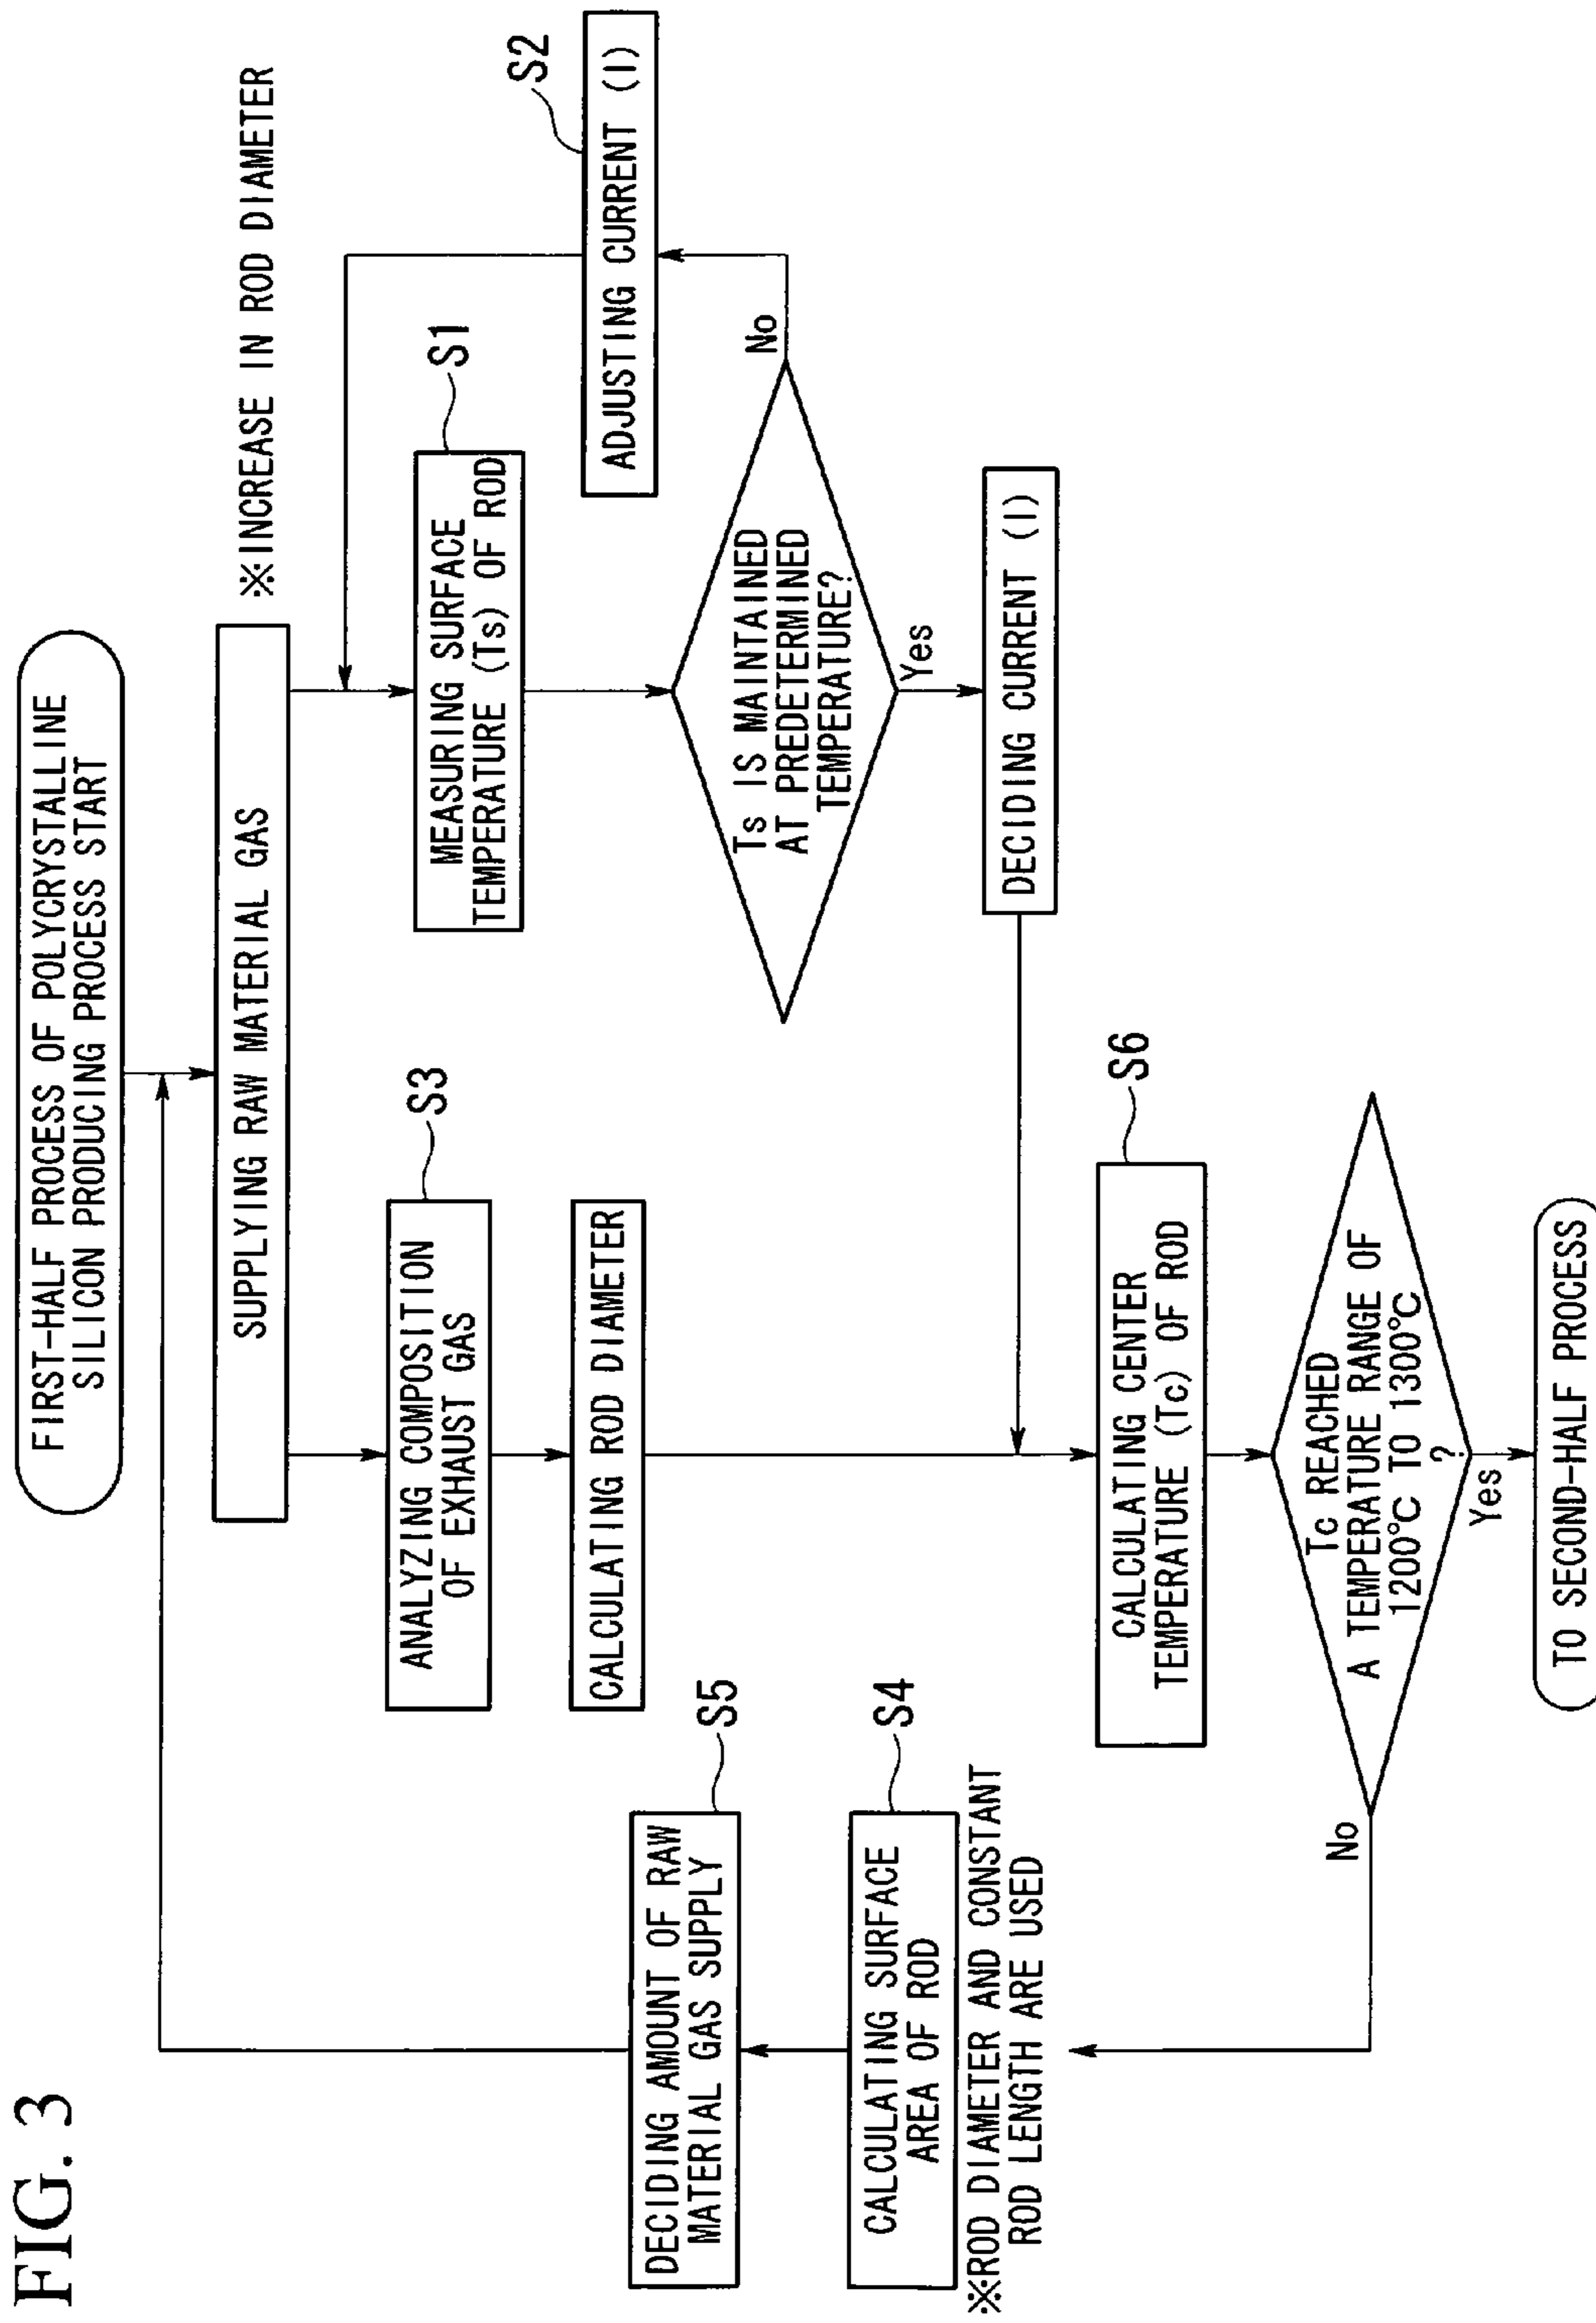 FIG. 3
FIRST-HALF PROCESS OF POLYCRYSTALLINE
SILICON PRODUCING PROCESS START
SUPPLYING RAW MATERIAL GAS
※INCREASE IN ROD DIAMETER
ANALYZING COMPOSITION
OF EXHAUST GAS
S3
CALCULATING ROD DIAMETER
MEASURING SURFACE
TEMPERATURE (Ts) OF ROD
S1
ADJUSTING CURRENT (I)
S2
Ts IS MAINTAINED
AT PREDETERMINED
TEMPERATURE?
No
Yes
DECIDING CURRENT (I)
DECIDING AMOUNT OF RAW
MATERIAL GAS SUPPLY
S5
CALCULATING SURFACE
AREA OF ROD
S4
※ROD DIAMETER AND CONSTANT
ROD LENGTH ARE USED
CALCULATING CENTER
TEMPERATURE (Tc) OF ROD
S6
Tc REACHED
A TEMPERATURE RANGE OF
1200°C TO 1300°C
?
No
Yes
TO SECOND-HALF PROCESS